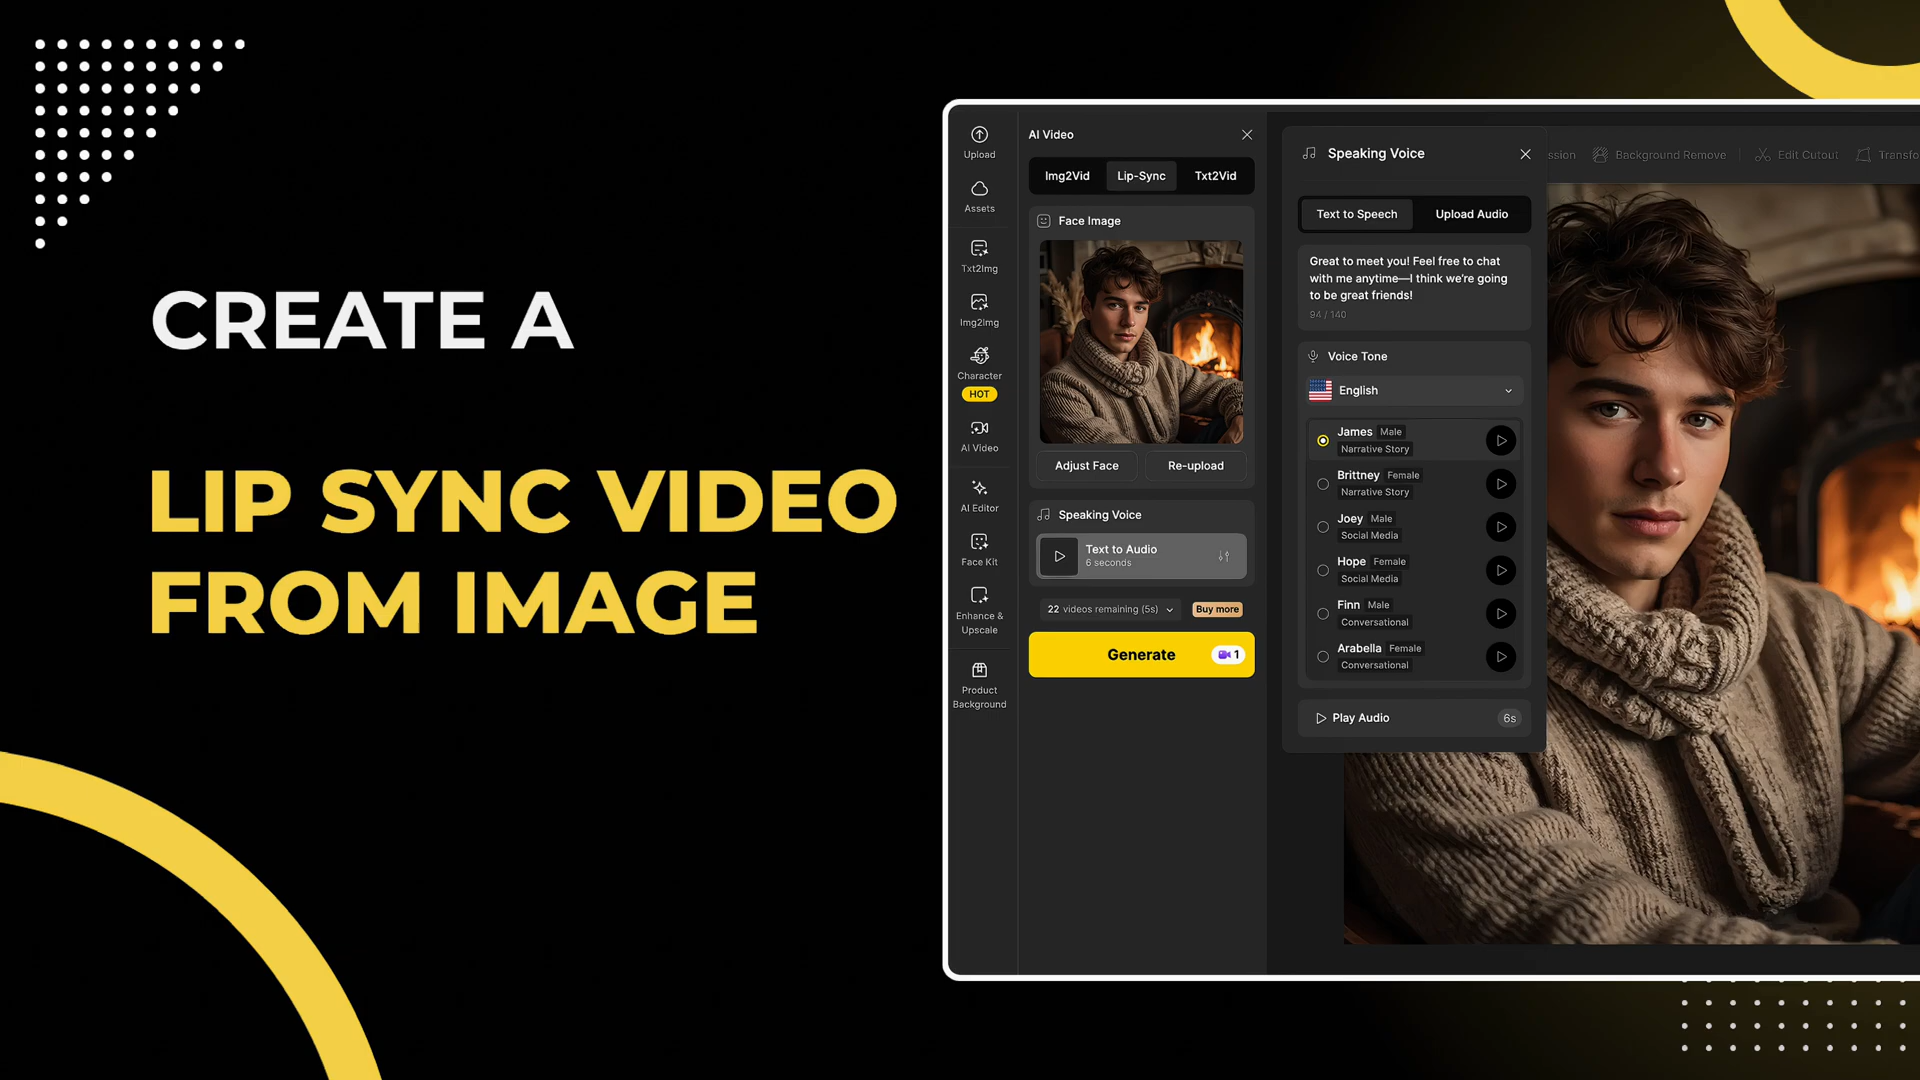 CREATE A
LIP SYNC VIDEO
FROM IMAGE
Upload
Assets
Txt2Img
Img2Img
Character
HOT
AI Video
AI Editor
Face Kit
Enhance &
Upscale
Product
Background
AI Video
Img2Vid Lip-Sync Txt2Vid
Face Image
Adjust Face Re-upload
Speaking Voice
Text to Audio
6 seconds
22 videos remaining (5s) Buy more
Generate 1
Speaking Voice
Text to Speech Upload Audio
Great to meet you! Feel free to chat
with me anytime—I think we're going
to be great friends!
94 / 140
Voice Tone
English
James Male
Narrative Story
Brittney Female
Narrative Story
Joey Male
Social Media
Hope Female
Social Media
Finn Male
Conversational
Arabella Female
Conversational
Play Audio 6s
ssion Background Remove Edit Cutout Transfo